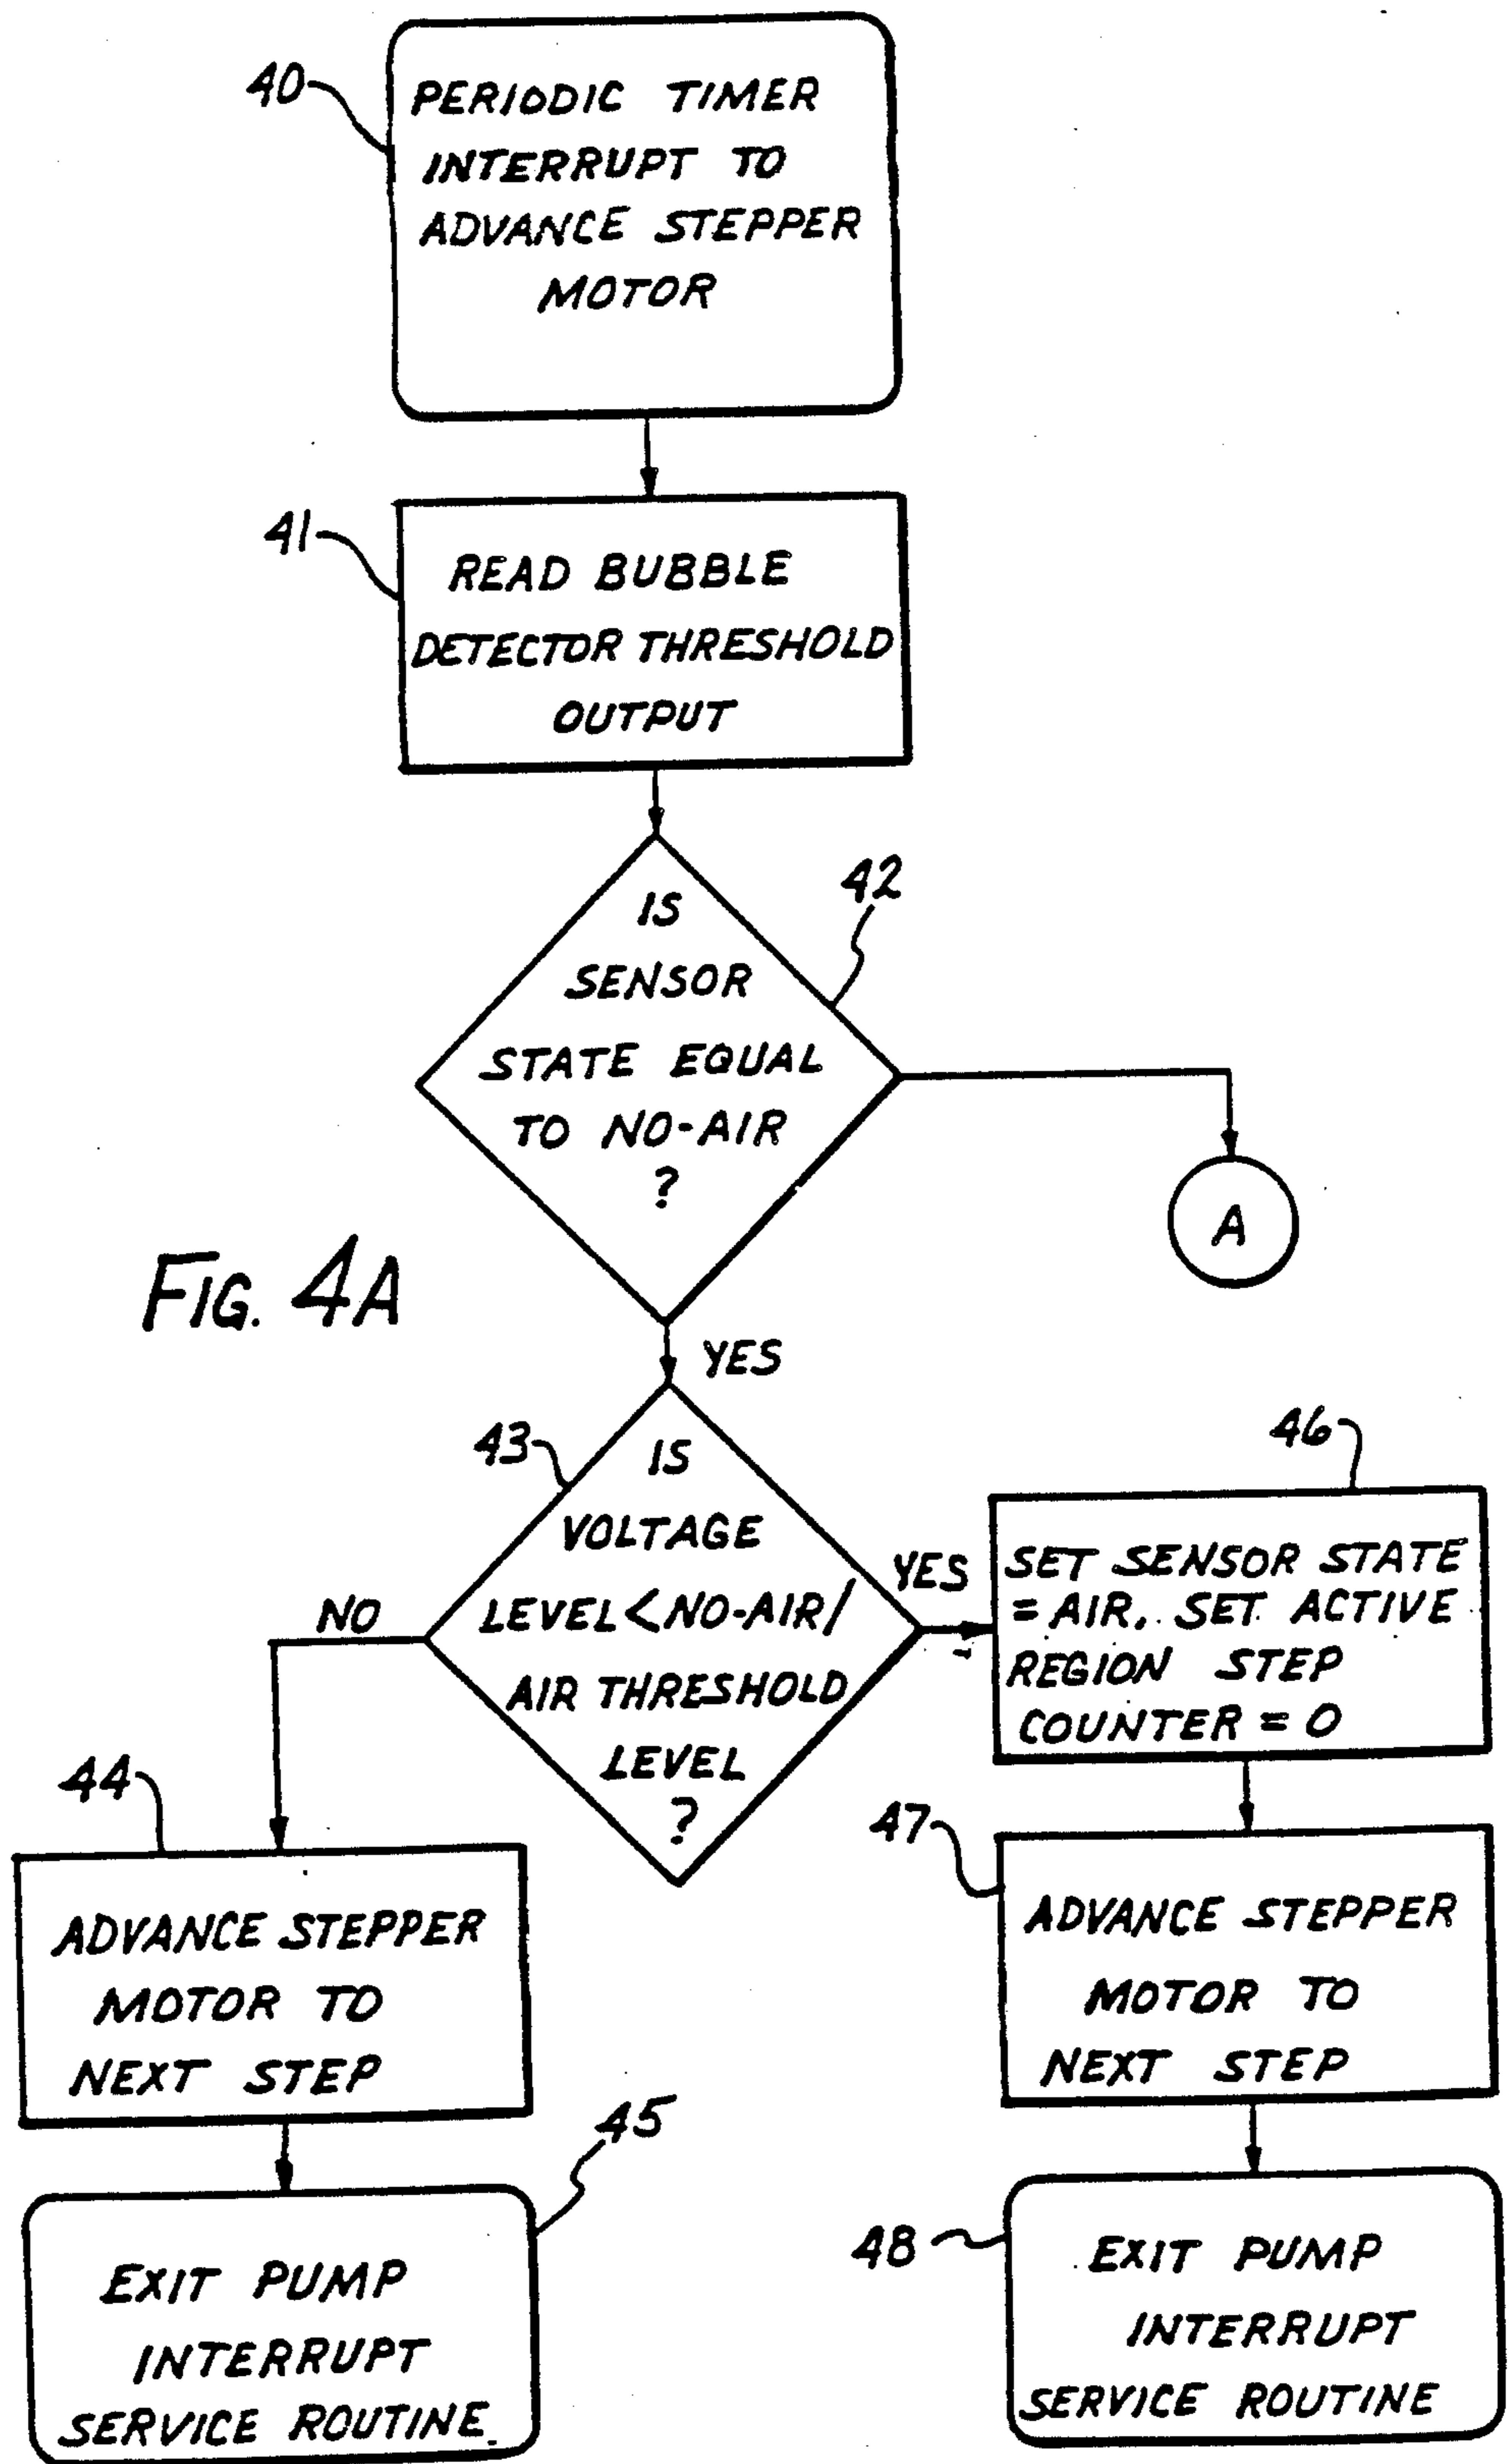 40
PERIODIC TIMER
INTERRUPT TO
ADVANCE STEPPER
MOTOR
41
READ BUBBLE
DETECTOR THRESHOLD
OUTPUT
42
IS
SENSOR
STATE EQUAL
TO NO-AIR
?
A
FIG. 4A
YES
43
IS
VOLTAGE
LEVEL<NO-AIR/
AIR THRESHOLD
LEVEL
?
NO
YES
46
SET SENSOR STATE
= AIR, SET ACTIVE
REGION STEP
COUNTER = 0
44
ADVANCE STEPPER
MOTOR TO
NEXT STEP
47
ADVANCE STEPPER
MOTOR TO
NEXT STEP
45
EXIT PUMP
INTERRUPT
SERVICE ROUTINE
48
EXIT PUMP
INTERRUPT
SERVICE ROUTINE